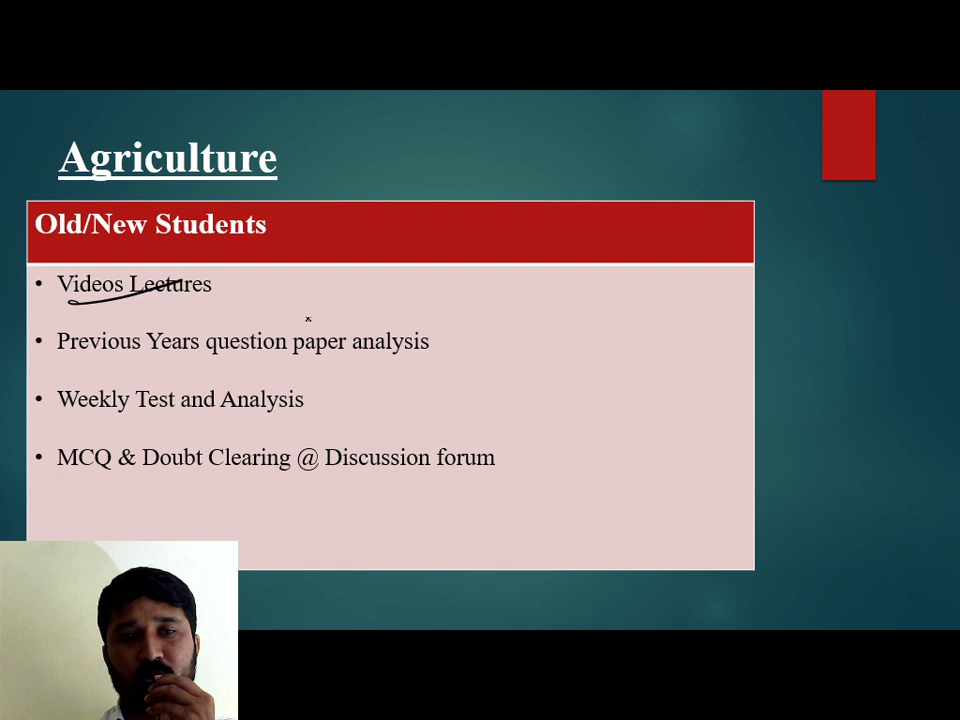 Agriculture
Old/New Students
• Videos Lectures
• Previous Years question paper analysis
• Weekly Test and Analysis
• MCQ & Doubt Clearing @ Discussion forum